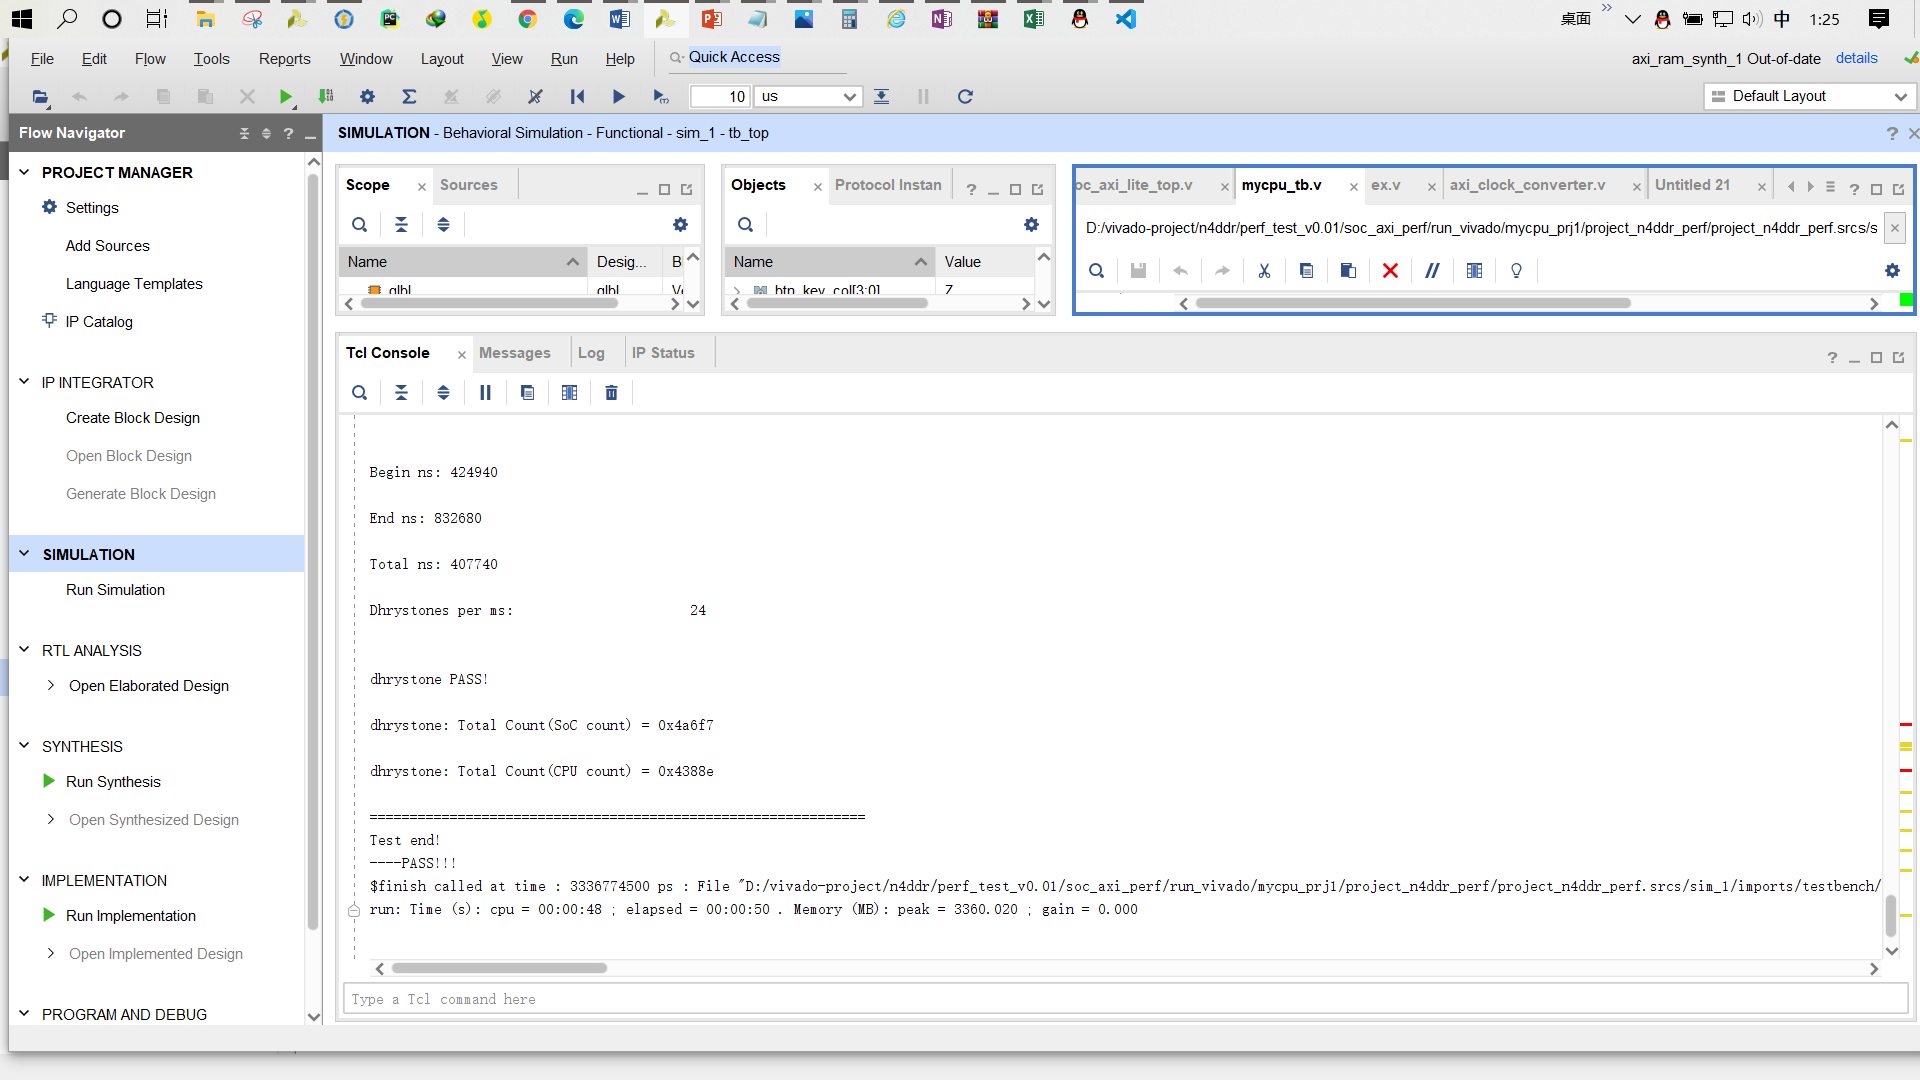 桌面
中
1:25
File Edit Flow Tools Reports Window Layout View Run Help Quick Access
axi_ram_synth_1 Out-of-date details
10 us
Default Layout
Flow Navigator
SIMULATION - Behavioral Simulation - Functional - sim_1 - tb_top
PROJECT MANAGER
Settings
Add Sources
Language Templates
IP Catalog
IP INTEGRATOR
Create Block Design
Open Block Design
Generate Block Design
SIMULATION
Run Simulation
RTL ANALYSIS
Open Elaborated Design
SYNTHESIS
Run Synthesis
Open Synthesized Design
IMPLEMENTATION
Run Implementation
Open Implemented Design
PROGRAM AND DEBUG
Scope Sources
Name Desig...
glbl glbl
Objects Protocol Instan
Name Value
btn_key_col[3:0] Z
oc_axi_lite_top.v mycpu_tb.v ex.v axi_clock_converter.v Untitled 21
D:/vivado-project/n4ddr/perf_test_v0.01/soc_axi_perf/run_vivado/mycpu_prj1/project_n4ddr_perf/project_n4ddr_perf.srcs/s
Tcl Console Messages Log IP Status
Begin ns: 424940
End ns: 832680
Total ns: 407740
Dhrystones per ms: 24
dhrystone PASS!
dhrystone: Total Count(SoC count) = 0x4a6f7
dhrystone: Total Count(CPU count) = 0x4388e
==============================================================
Test end!
----PASS!!!
$finish called at time : 3336774500 ps : File "D:/vivado-project/n4ddr/perf_test_v0.01/soc_axi_perf/run_vivado/mycpu_prj1/project_n4ddr_perf/project_n4ddr_perf.srcs/sim_1/imports/testbench/
run: Time (s): cpu = 00:00:48 ; elapsed = 00:00:50 . Memory (MB): peak = 3360.020 ; gain = 0.000
Type a Tcl command here